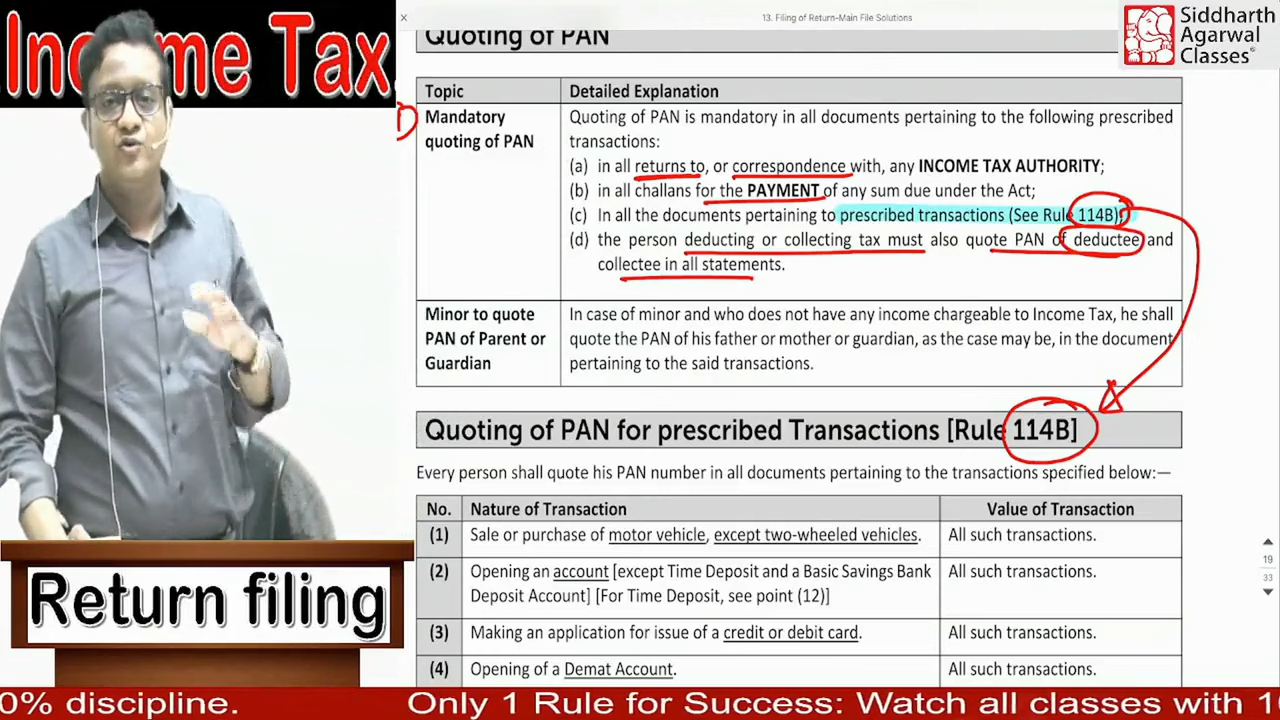 Income Tax
13. Filing of Return-Main File Solutions
Siddharth
Agarwal
Classes®
Quoting of PAN
Topic
Detailed Explanation
Mandatory
quoting of PAN
Quoting of PAN is mandatory in all documents pertaining to the following prescribed
transactions:
(a) in all returns to, or correspondence with, any INCOME TAX AUTHORITY;
(b) in all challans for the PAYMENT of any sum due under the Act;
(c) In all the documents pertaining to prescribed transactions (See Rule 114B);
(d) the person deducting or collecting tax must also quote PAN of deductee and
collectee in all statements.
Minor to quote
PAN of Parent or
Guardian
In case of minor and who does not have any income chargeable to Income Tax, he shall
quote the PAN of his father or mother or guardian, as the case may be, in the document
pertaining to the said transactions.
Quoting of PAN for prescribed Transactions [Rule 114B]
Every person shall quote his PAN number in all documents pertaining to the transactions specified below:—
No. Nature of Transaction Value of Transaction
(1) Sale or purchase of motor vehicle, except two-wheeled vehicles. All such transactions.
(2) Opening an account [except Time Deposit and a Basic Savings Bank All such transactions.
Deposit Account] [For Time Deposit, see point (12)]
(3) Making an application for issue of a credit or debit card. All such transactions.
(4) Opening of a Demat Account. All such transactions.
19
33
Return filing
0% discipline. Only 1 Rule for Success: Watch all classes with 1